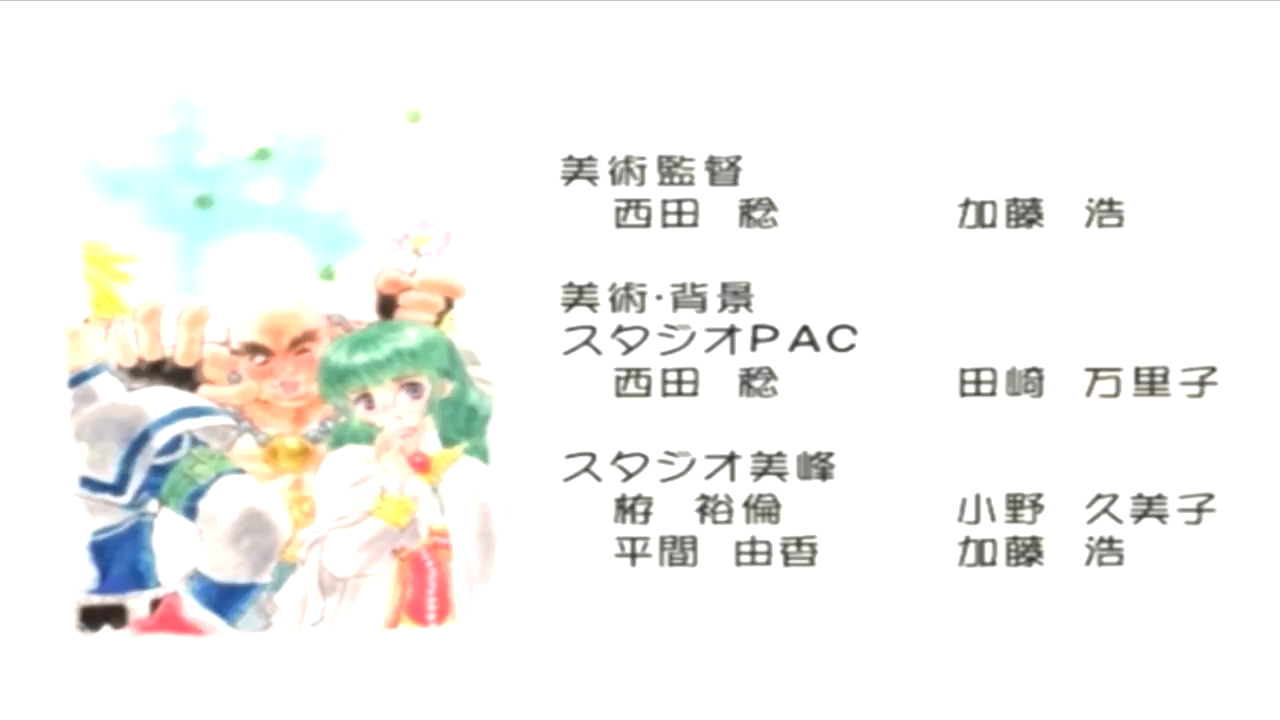 美術監督
西田 稔 加藤 浩
美術・背景
スタジオPAC
西田 稔 田崎 万里子
スタジオ美峰
裕倫 小野 久美子
平間 由香 加藤 浩